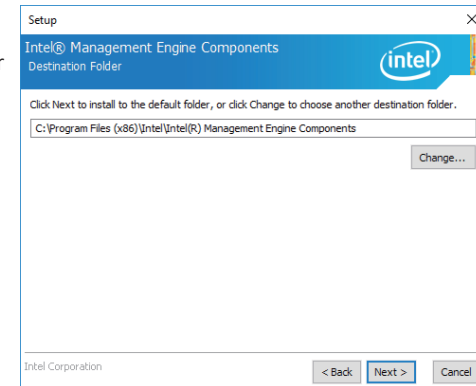 Setup
Intel® Management Engine Components
Destination Folder
intel
r
Click Next to install to the default folder, or click Change to choose another destination folder.
C:\Program Files (x86)\Intel\Intel(R) Management Engine Components
Change...
Intel Corporation
< Back
Next >
Cancel